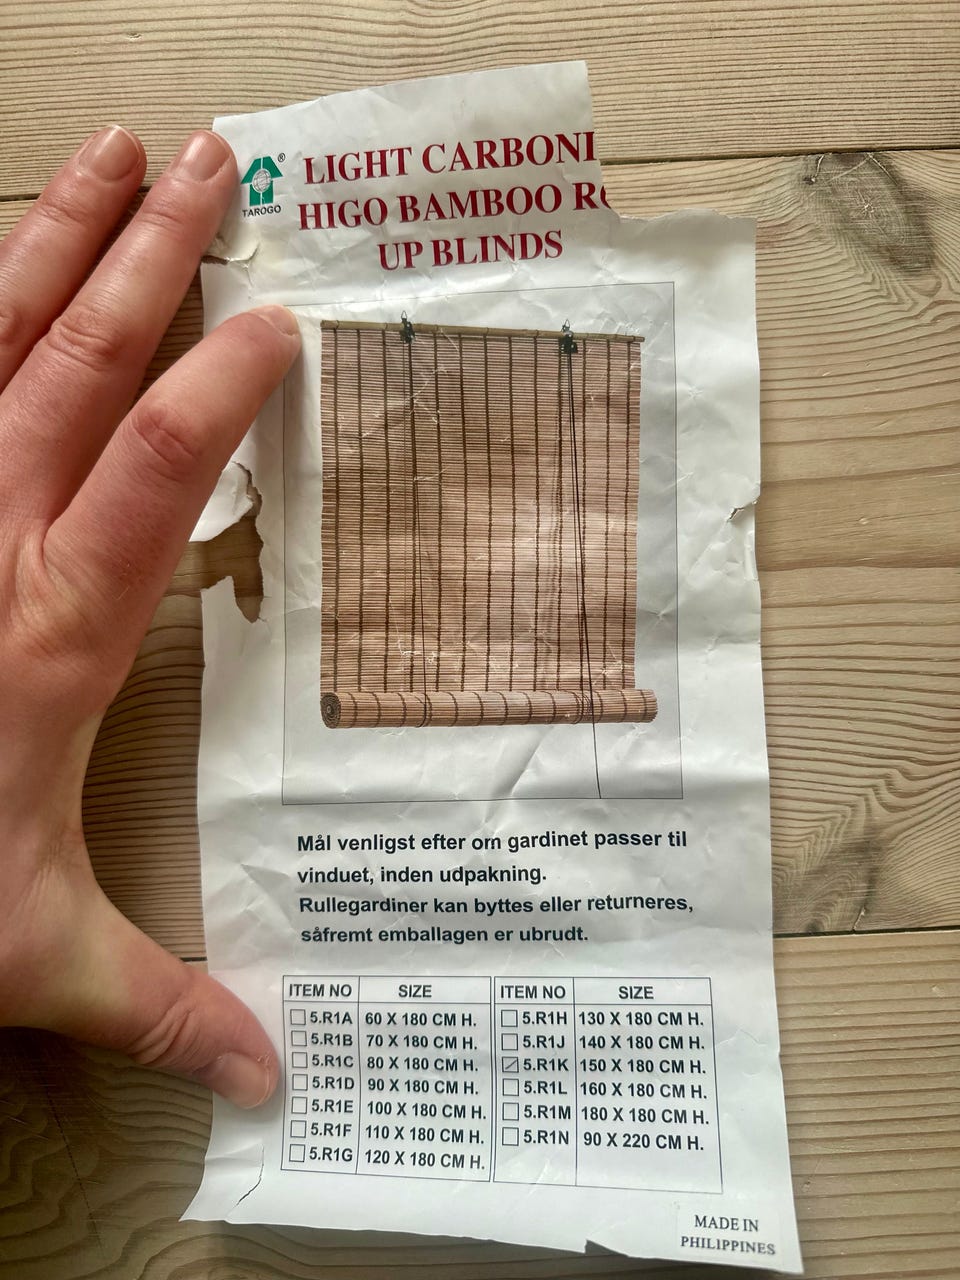 ®
TAROGO
LIGHT CARBONI
HIGO BAMBOO RO
UP BLINDS
Mål venligst efter om gardinet passer til
vinduet, inden udpakning.
Rullegardiner kan byttes eller returneres,
såfremt emballagen er ubrudt.
ITEM NO SIZE
5.R1A 60 X 180 CM H.
5.R1B 70 X 180 CM H.
5.R1C 80 X 180 CM H.
5.R1D 90 X 180 CM H.
5.R1E 100 X 180 CM H.
5.R1F 110 X 180 CM H.
5.R1G 120 X 180 CM H.
ITEM NO SIZE
5.R1H 130 X 180 CM H.
5.R1J 140 X 180 CM H.
5.R1K 150 X 180 CM H.
5.R1L 160 X 180 CM H.
5.R1M 180 X 180 CM H.
5.R1N 90 X 220 CM H.
MADE IN
PHILIPPINES